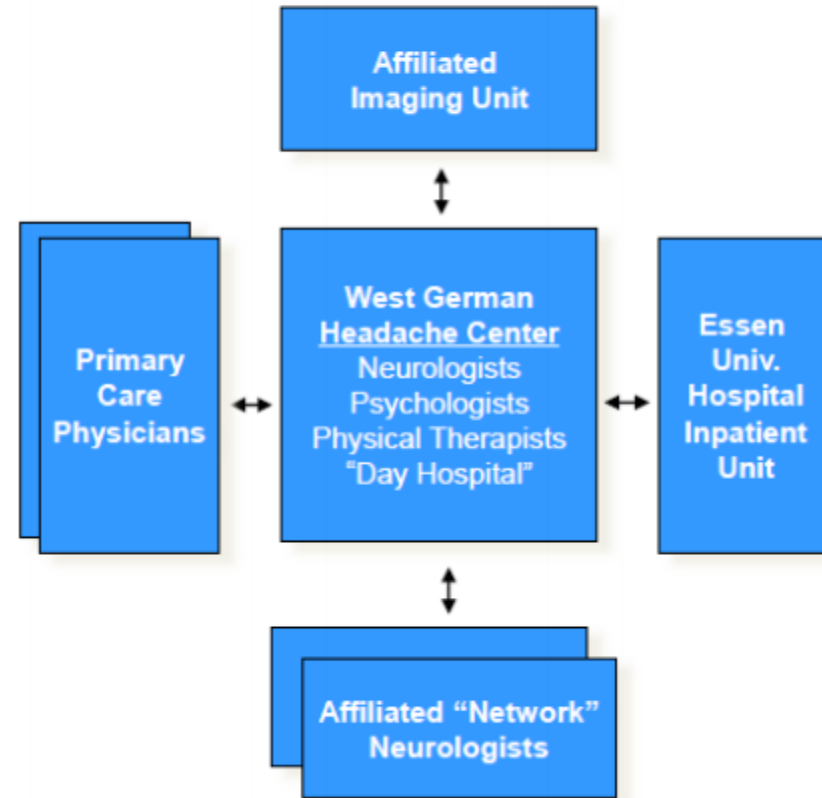 Affiliated
Imaging Unit
Primary
Care
Physicians
West German
Headache Center
Neurologists
Psychologists
Physical Therapists
“Day Hospital”
Essen
Univ.
Hospital
Inpatient
Unit
Affiliated “Network”
Neurologists